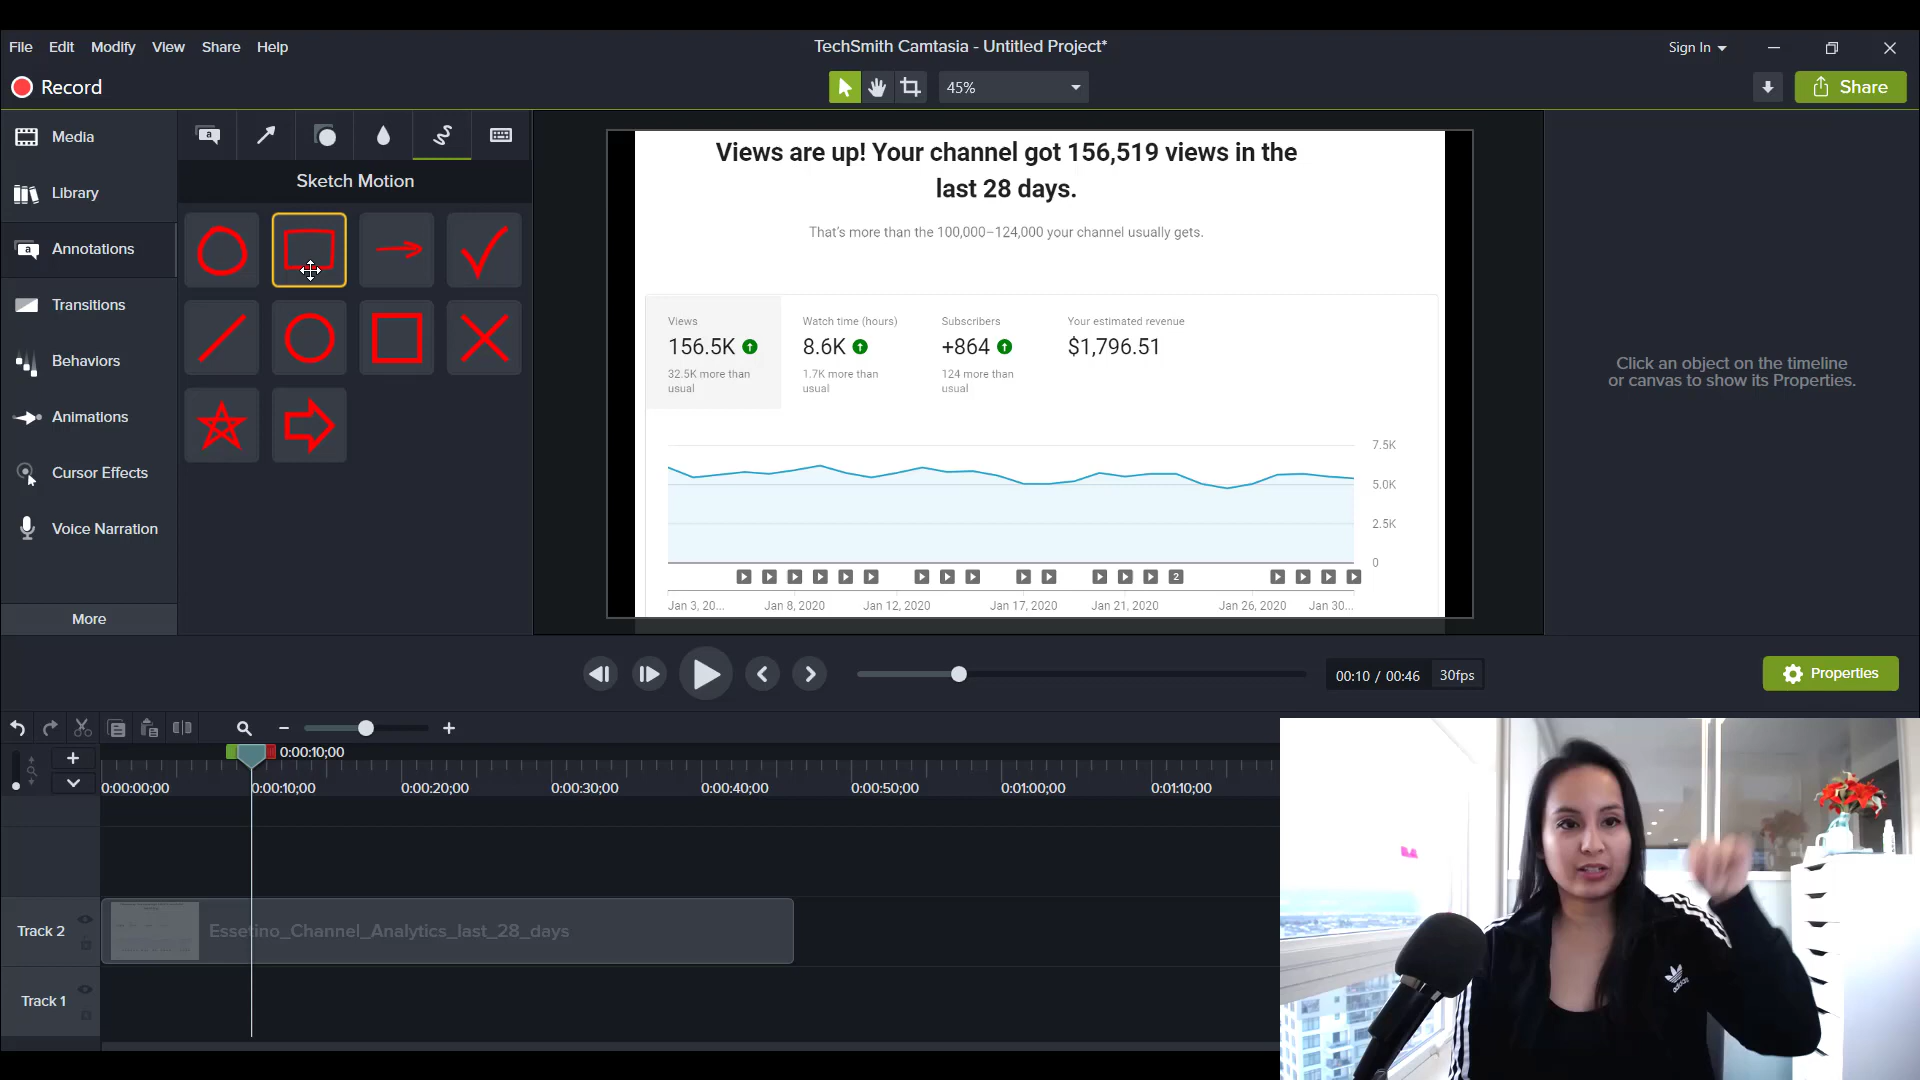 File Edit Modify View Share Help
TechSmith Camtasia - Untitled Project*
Sign In
Record
45%
Share
Media
Library
Annotations
Transitions
Behaviors
Animations
Cursor Effects
Voice Narration
More
a
a
Sketch Motion
Views are up! Your channel got 156,519 views in the
last 28 days.
That's more than the 100,000–124,000 your channel usually gets.
Views
156.5K
32.5K more than
usual
Watch time (hours)
8.6K
1.7K more than
usual
Subscribers
+864
124 more than
usual
Your estimated revenue
$1,796.51
7.5K
5.0K
2.5K
0
2
Jan 3, 20... Jan 8, 2020 Jan 12, 2020 Jan 17, 2020 Jan 21, 2020 Jan 26, 2020 Jan 30...
Click an object on the timeline
or canvas to show its Properties.
00:10 / 00:46 30fps
Properties
0:00:10;00
0:00:00;00 0:00:10;00 0:00:20;00 0:00:30;00 0:00:40;00 0:00:50;00 0:01:00;00 0:01:10;00
Track 2
Essetino_Channel_Analytics_last_28_days
Track 1
adidas